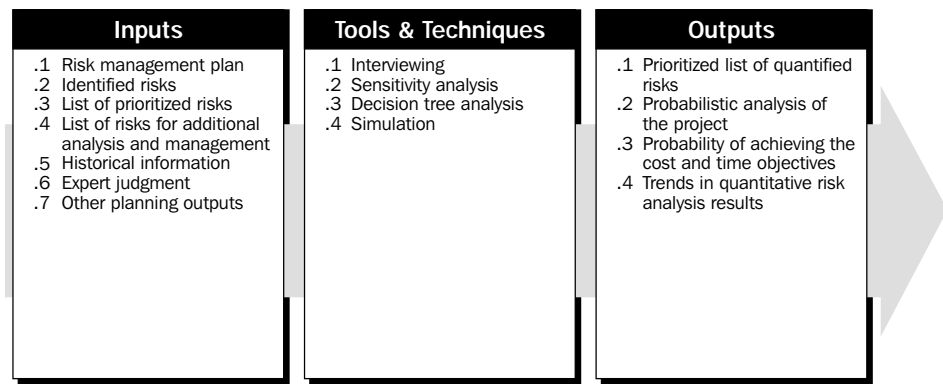 Inputs
.1 Risk management plan
.2 Identified risks
.3 List of prioritized risks
.4 List of risks for additional
analysis and management
.5 Historical information
.6 Expert judgment
.7 Other planning outputs
Tools & Techniques
.1 Interviewing
.2 Sensitivity analysis
.3 Decision tree analysis
.4 Simulation
Outputs
.1 Prioritized list of quantified
risks
.2 Probabilistic analysis of
the project
.3 Probability of achieving the
cost and time objectives
.4 Trends in quantitative risk
analysis results